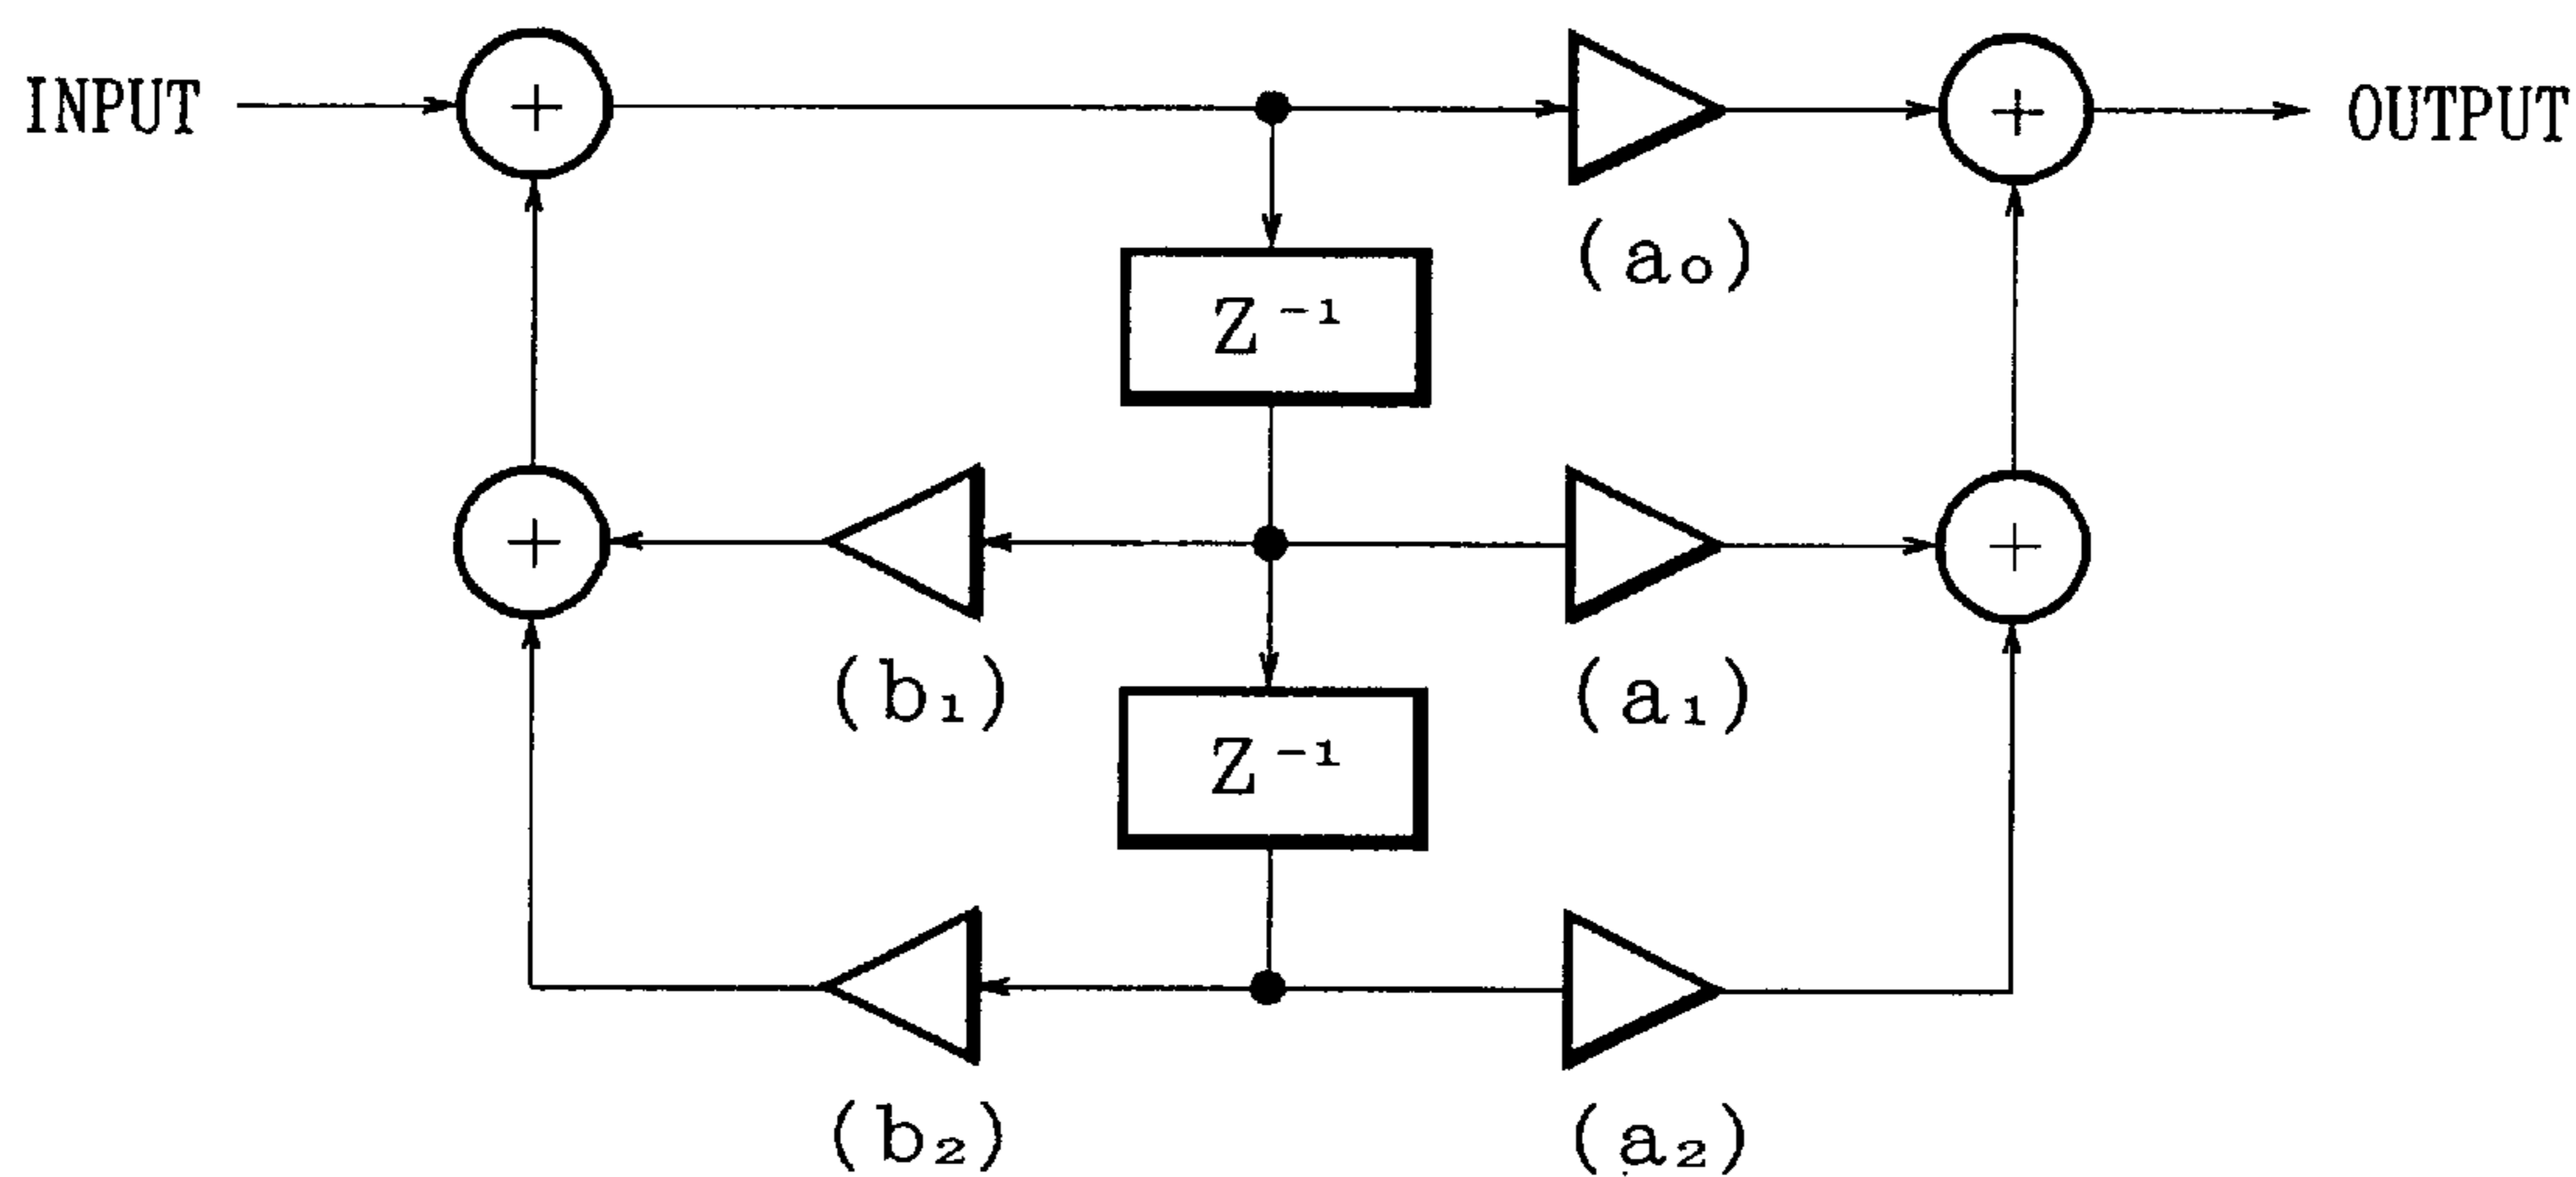 INPUT + + OUTPUT
(a₀)
Z⁻¹
+ +
(b₁) (a₁)
Z⁻¹
(b₂) (a₂)